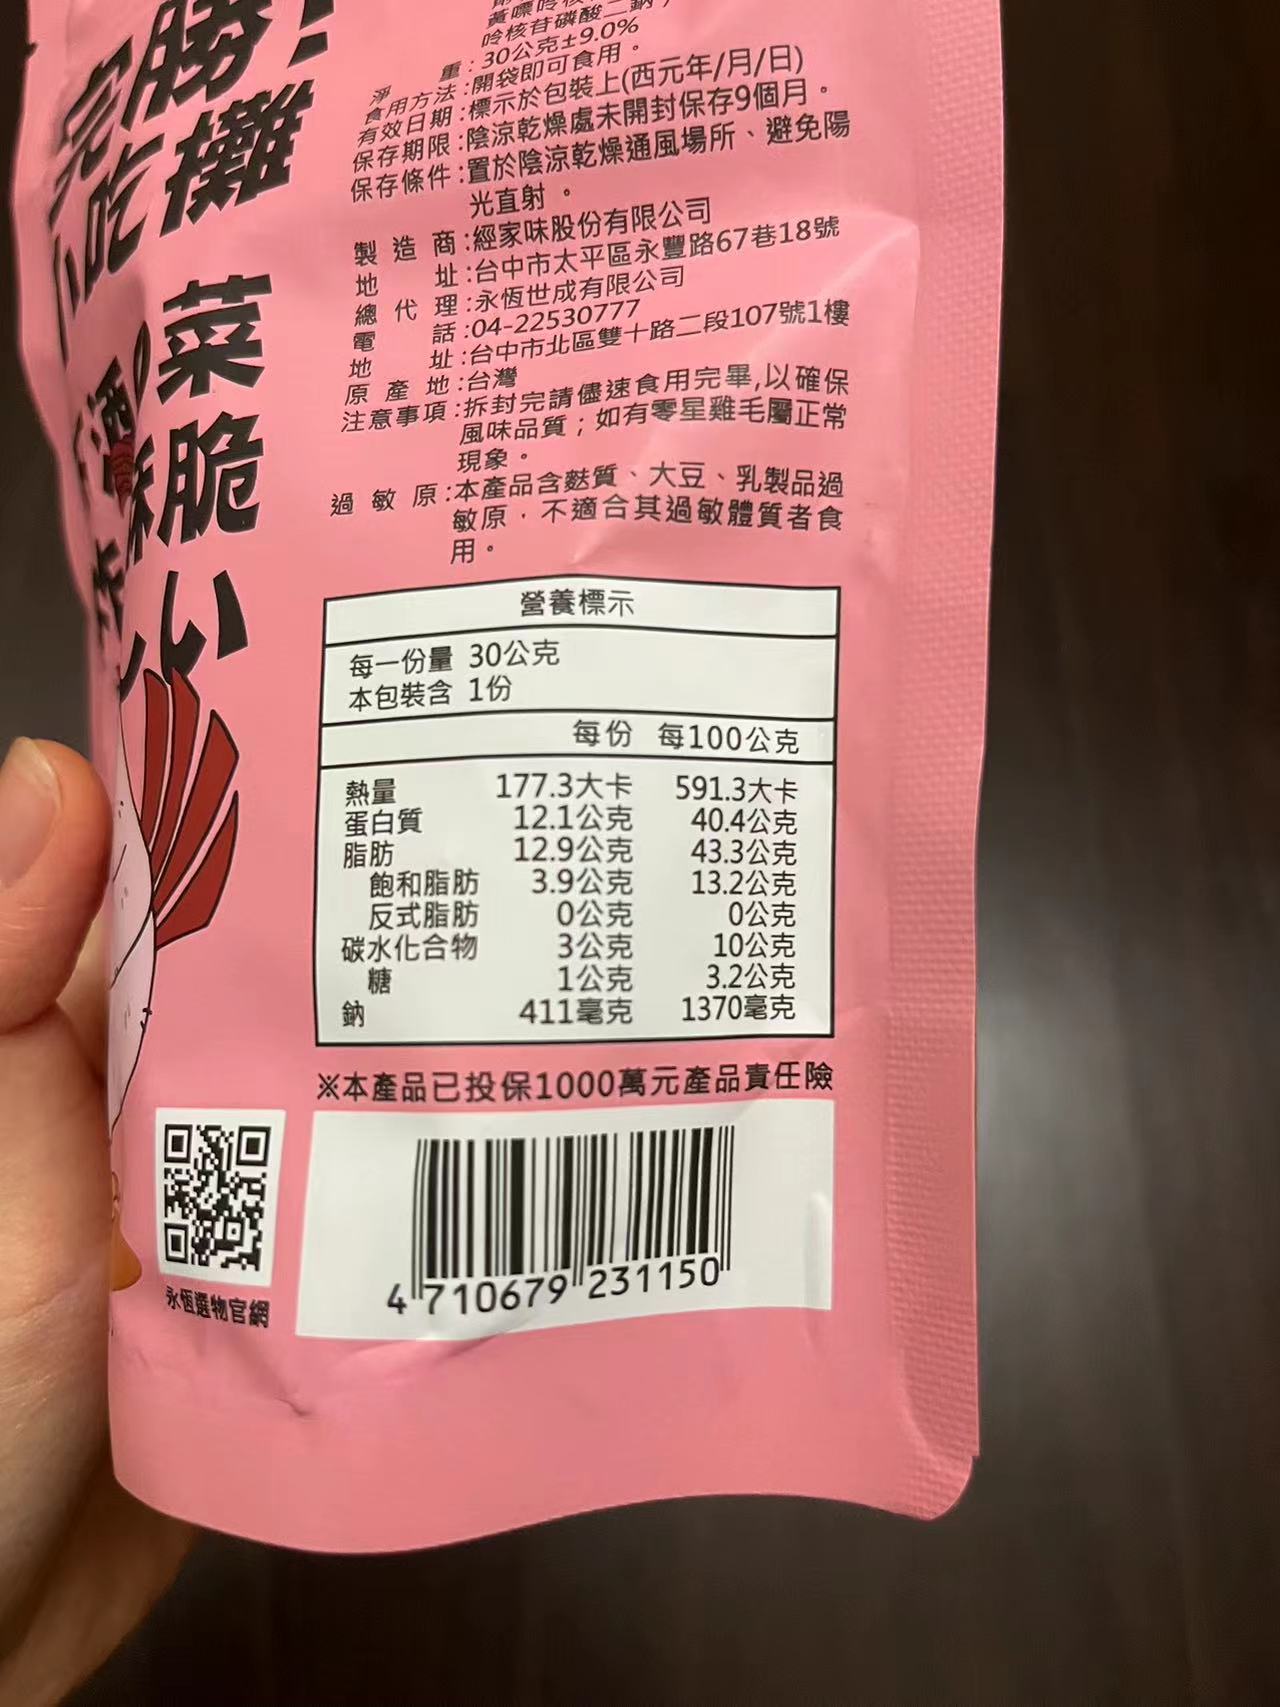 完勝!
小吃攤
菜
酥脆
黃嘌呤核
呤核苷磷酸二鈉
淨重:30公克±9.0%
食用方法:開袋即可食用。
有效日期:標示於包裝上(西元年/月/日)
保存期限:陰涼乾燥處未開封保存9個月。
保存條件:置於陰涼乾燥通風場所、避免陽
光直射。
製造商:經家味股份有限公司
地址:台中市太平區永豐路67巷18號
總代理:永恆世成有限公司
電話:04-22530777
地址:台中市北區雙十路二段107號1樓
原產地:台灣
注意事項:拆封完請儘速食用完畢,以確保
風味品質；如有零星雞毛屬正常
現象。
過敏原:本產品含麩質、大豆、乳製品過
敏原，不適合其過敏體質者食
用。
營養標示
每一份量 30公克
本包裝含 1份
每份 每100公克
熱量 177.3大卡 591.3大卡
蛋白質 12.1公克 40.4公克
脂肪 12.9公克 43.3公克
飽和脂肪 3.9公克 13.2公克
反式脂肪 0公克 0公克
碳水化合物 3公克 10公克
糖 1公克 3.2公克
鈉 411毫克 1370毫克
※本產品已投保1000萬元產品責任險
4 710679 231150
永恆選物官網